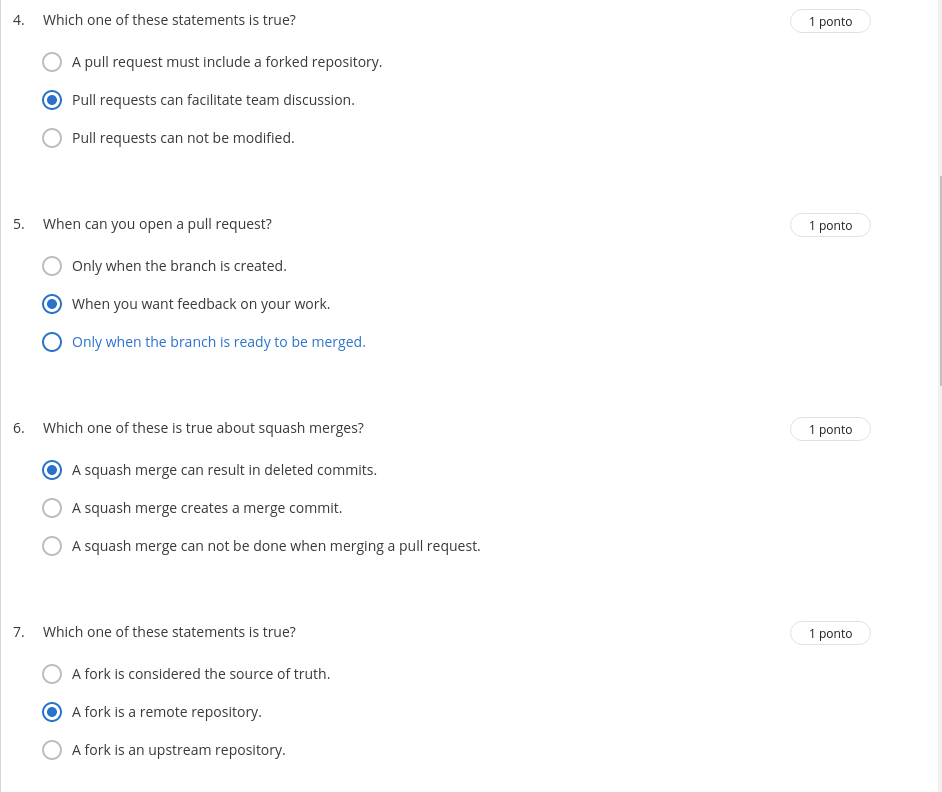 4. Which one of these statements is true? 1 ponto
A pull request must include a forked repository.
Pull requests can facilitate team discussion.
Pull requests can not be modified.
5. When can you open a pull request? 1 ponto
Only when the branch is created.
When you want feedback on your work.
Only when the branch is ready to be merged.
6. Which one of these is true about squash merges? 1 ponto
A squash merge can result in deleted commits.
A squash merge creates a merge commit.
A squash merge can not be done when merging a pull request.
7. Which one of these statements is true? 1 ponto
A fork is considered the source of truth.
A fork is a remote repository.
A fork is an upstream repository.